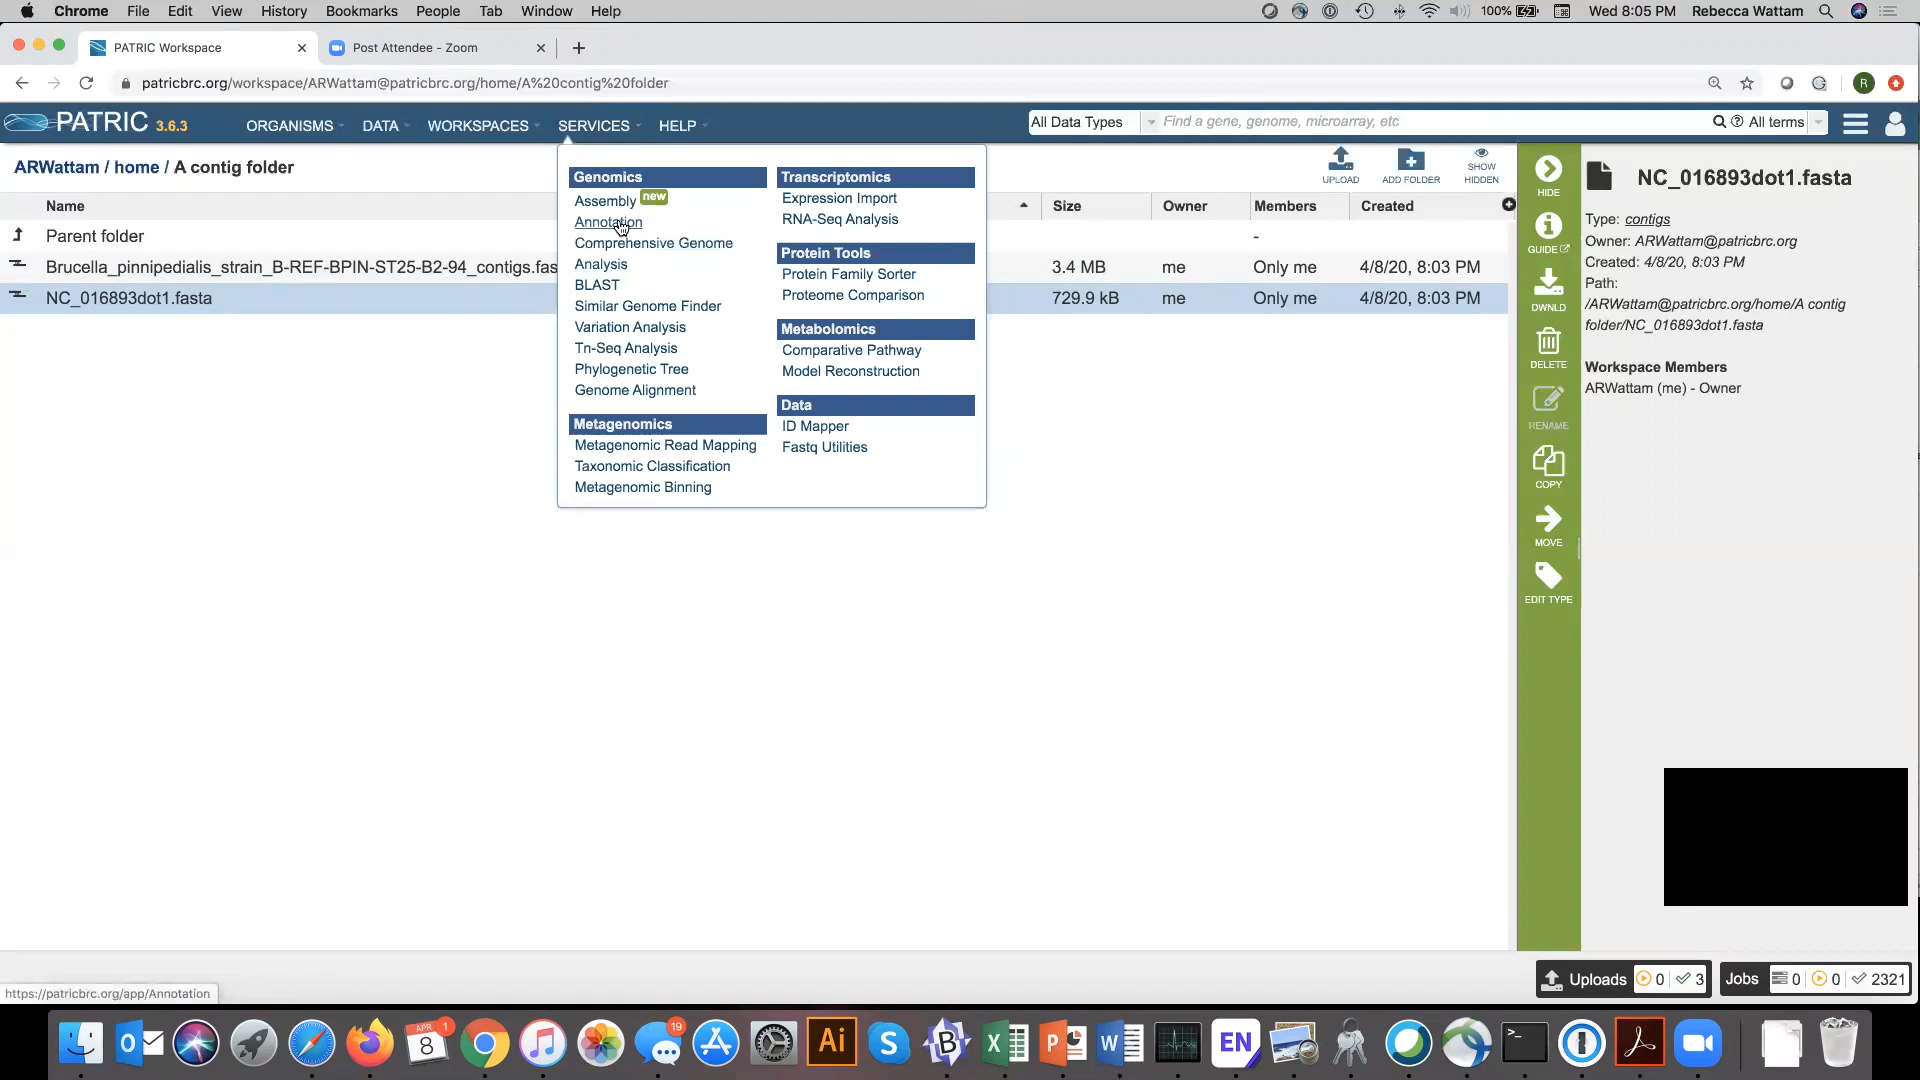 Chrome File Edit View History Bookmarks People Tab Window Help 100% Wed 8:05 PM Rebecca Wattam
PATRIC Workspace
Post Attendee - Zoom
patricbrc.org/workspace/ARWattam@patricbrc.org/home/A%20contig%20folder
R
PATRIC 3.6.3 ORGANISMS DATA WORKSPACES SERVICES HELP All Data Types Find a gene, genome, microarray, etc All terms
ARWattam / home / A contig folder
UPLOAD
ADD FOLDER
SHOW HIDDEN
Name Size Owner Members Created
Parent folder -
Brucella_pinnipedialis_strain_B-REF-BPIN-ST25-B2-94_contigs.fas 3.4 MB me Only me 4/8/20, 8:03 PM
NC_016893dot1.fasta 729.9 kB me Only me 4/8/20, 8:03 PM
Genomics
Assembly new
Annotation
Comprehensive Genome
Analysis
BLAST
Similar Genome Finder
Variation Analysis
Tn-Seq Analysis
Phylogenetic Tree
Genome Alignment
Metagenomics
Metagenomic Read Mapping
Taxonomic Classification
Metagenomic Binning
Transcriptomics
Expression Import
RNA-Seq Analysis
Protein Tools
Protein Family Sorter
Proteome Comparison
Metabolomics
Comparative Pathway
Model Reconstruction
Data
ID Mapper
Fastq Utilities
HIDE
GUIDE
DWNLD
DELETE
RENAME
COPY
MOVE
EDIT TYPE
NC_016893dot1.fasta
Type: contigs
Owner: ARWattam@patricbrc.org
Created: 4/8/20, 8:03 PM
Path:
/ARWattam@patricbrc.org/home/A contig
folder/NC_016893dot1.fasta
Workspace Members
ARWattam (me) - Owner
Uploads 0 3
Jobs 0 0 2321
https://patricbrc.org/app/Annotation
APR 8 1
19
Ai
EN